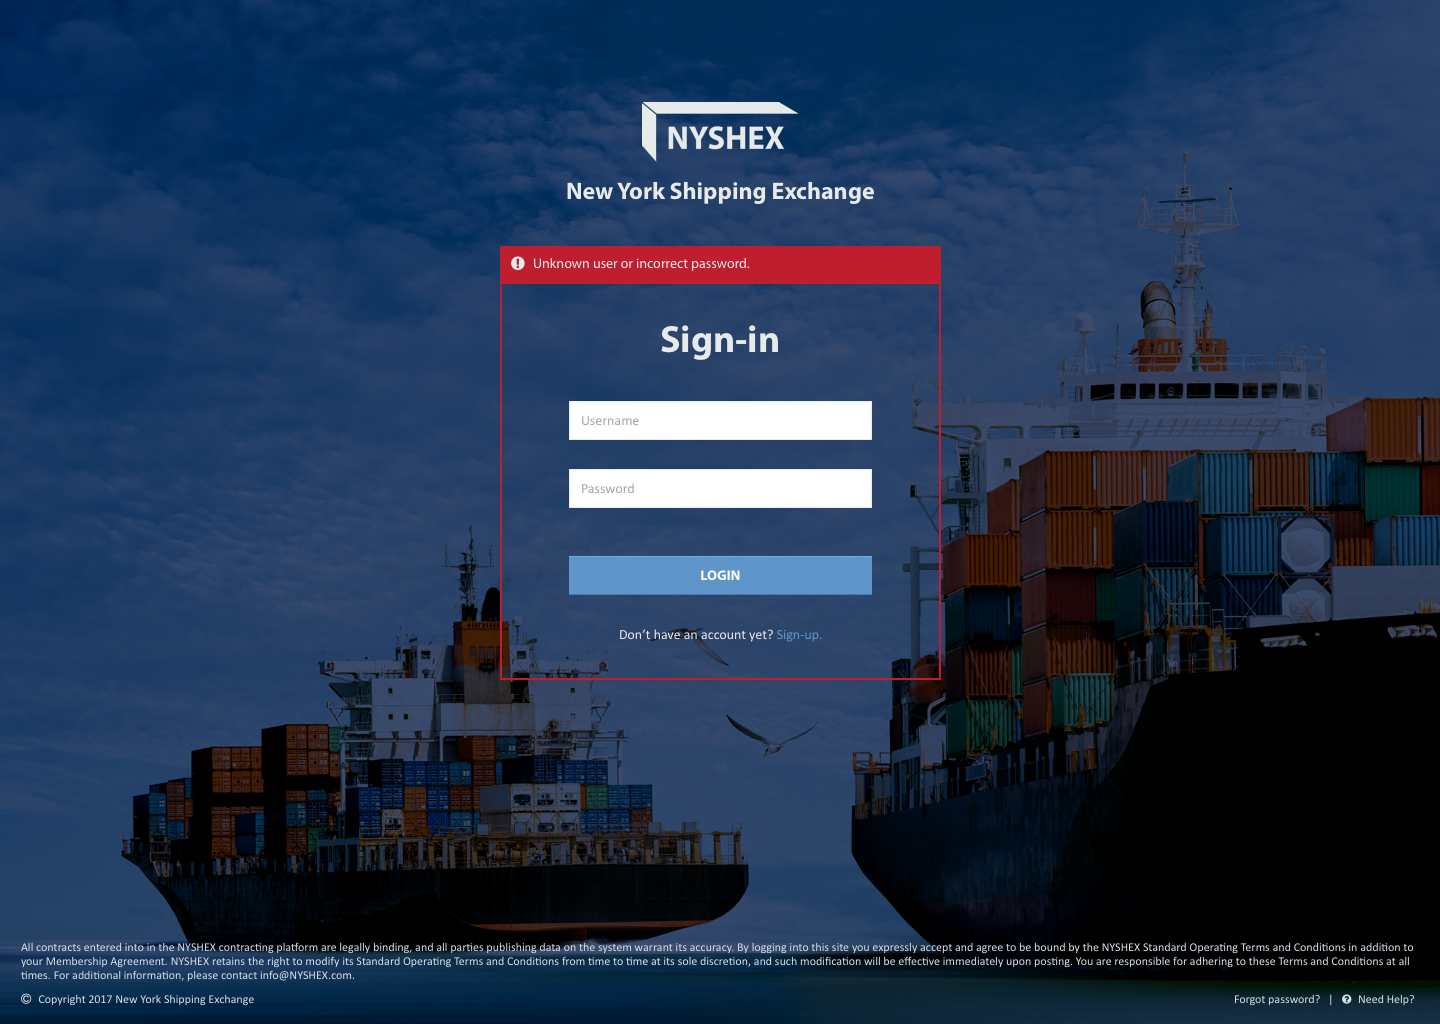 NYSHEX
New York Shipping Exchange
Unknown user or incorrect password.
Sign-in
Username
Password
LOGIN
Don't have an account yet? Sign-up.
All contracts entered into in the NYSHEX contracting platform are legally binding, and all parties publishing data on the system warrant its accuracy. By logging into this site you expressly accept and agree to be bound by the NYSHEX Standard Operating Terms and Conditions in addition to
your Membership Agreement. NYSHEX retains the right to modify its Standard Operating Terms and Conditions from time to time at its sole discretion, and such modification will be effective immediately upon posting. You are responsible for adhering to these Terms and Conditions at all
times. For additional information, please contact info@NYSHEX.com.
© Copyright 2017 New York Shipping Exchange
Forgot password? | Need Help?